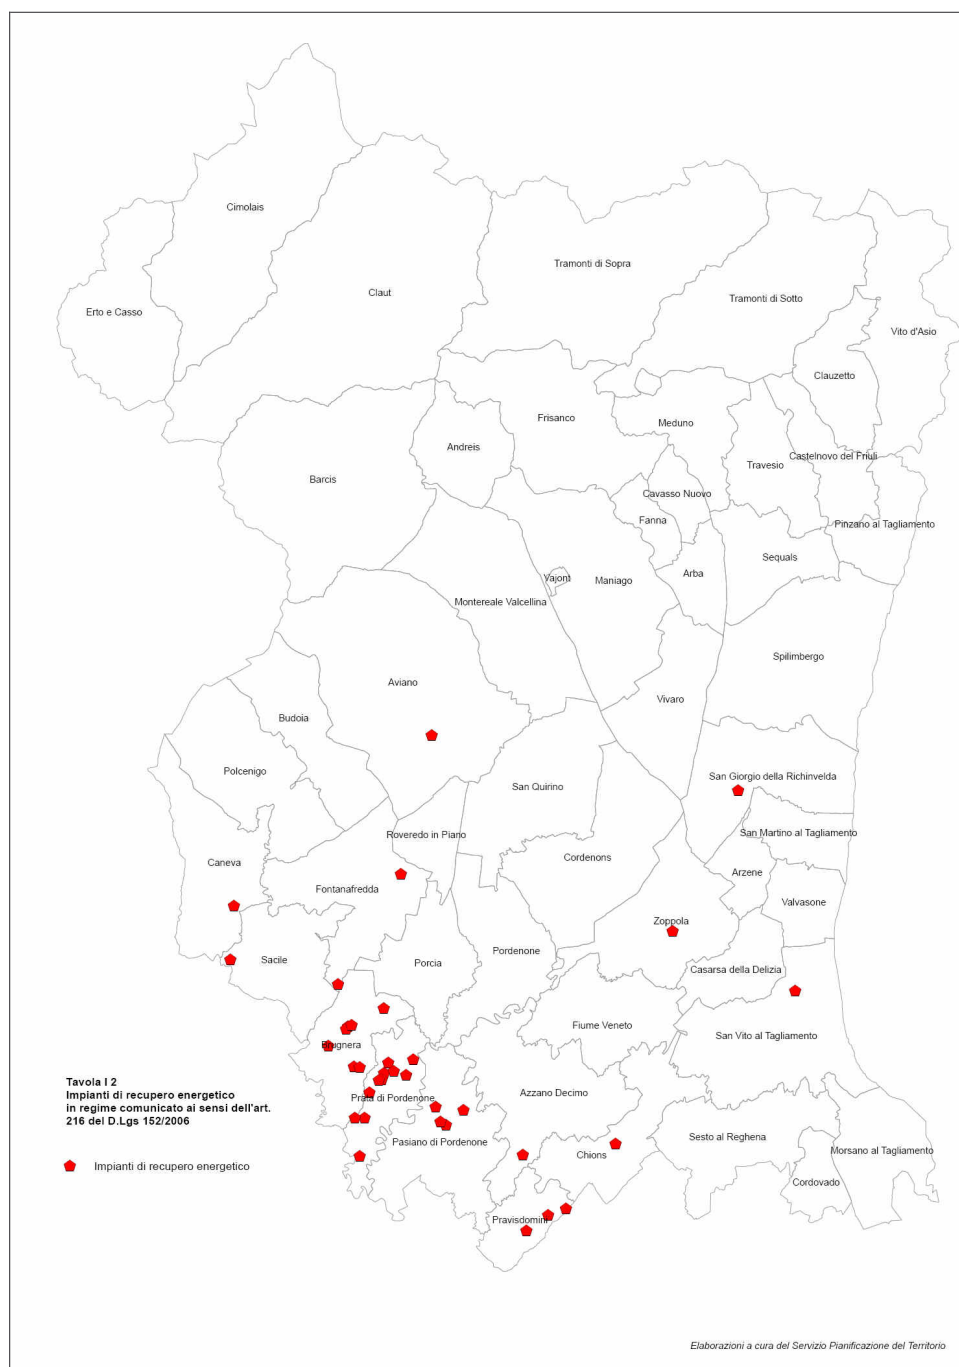 Cimolais
Claut
Tramonti di Sopra
Tramonti di Sotto
Erto e Casso
Vito d'Asio
Clauzetto
Frisanco
Meduno
Andreis
Castelnovo del Friuli
Travesio
Barcis
Cavasso Nuovo
Fanna
Pinzano al Tagliamento
Sequals
Arba
Vajont
Maniago
Montereale Valcellina
Spilimbergo
Aviano
Vivaro
Budoia
Polcenigo
San Giorgio della Richinvelda
San Quirino
Roveredo in Piano
San Martino al Tagliamento
Cordenons
Caneva
Arzene
Fontanafredda
Valvasone
Zoppola
Pordenone
Sacile
Porcia
Casarsa della Delizia
Fiume Veneto
San Vito al Tagliamento
Brugnera
Tavola I 2
Impianti di recupero energetico
in regime comunicato ai sensi dell'art.
216 del D.Lgs 152/2006
Azzano Decimo
Prata di Pordenone
Pasiano di Pordenone
Sesto al Reghena
Chions
Morsano al Tagliamento
Impianti di recupero energetico
Cordovado
Pravisdomini
Elaborazioni a cura del Servizio Pianificazione del Territorio